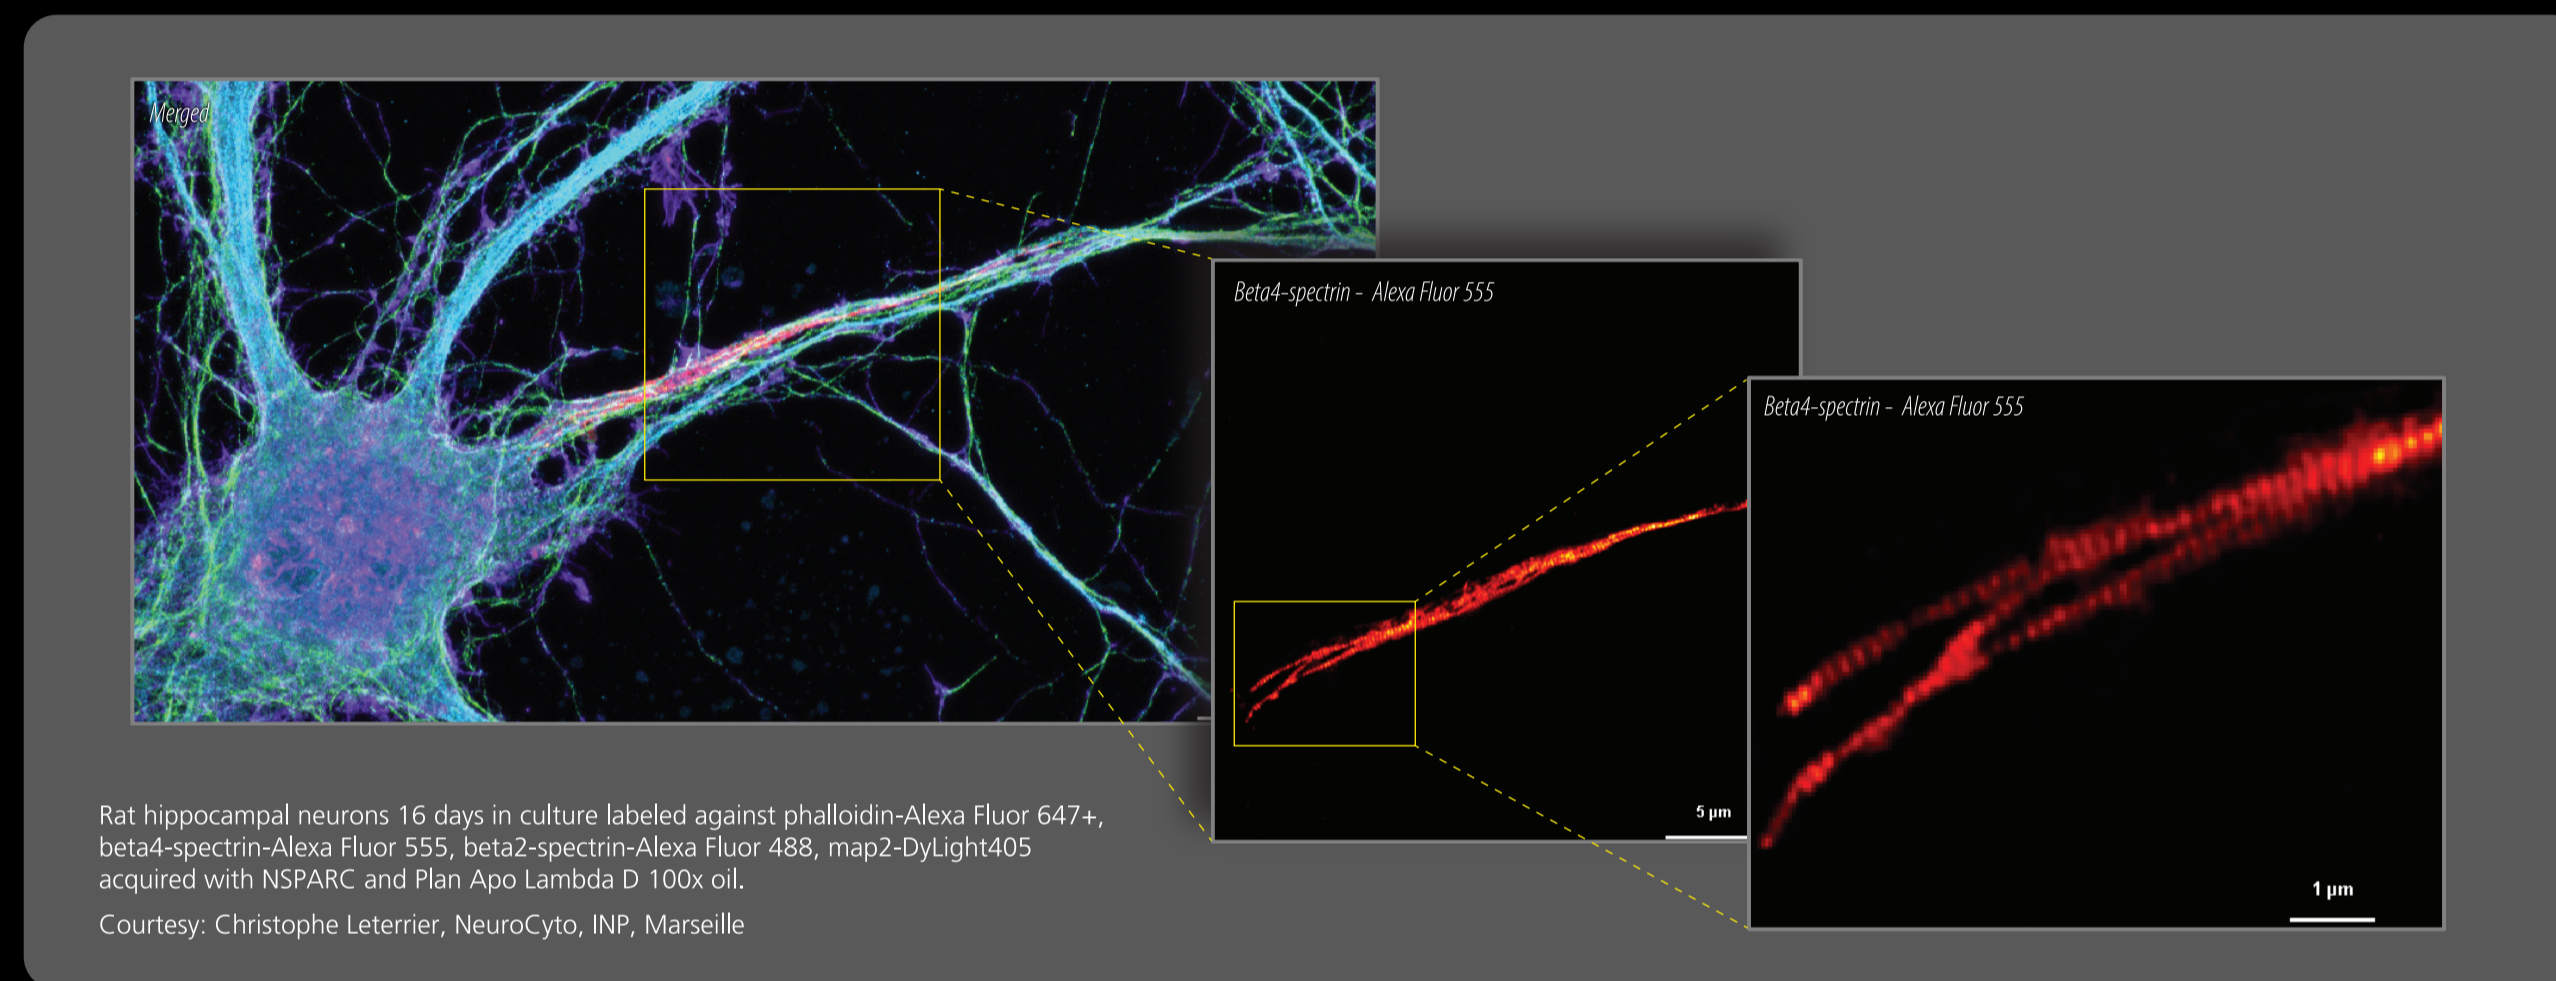 Merged
Beta4-spectrin - Alexa Fluor 555
Beta4-spectrin - Alexa Fluor 555
5 µm
1 µm
Rat hippocampal neurons 16 days in culture labeled against phalloidin-Alexa Fluor 647+,
beta4-spectrin-Alexa Fluor 555, beta2-spectrin-Alexa Fluor 488, map2-DyLight405
acquired with NSPARC and Plan Apo Lambda D 100x oil.
Courtesy: Christophe Leterrier, NeuroCyto, INP, Marseille